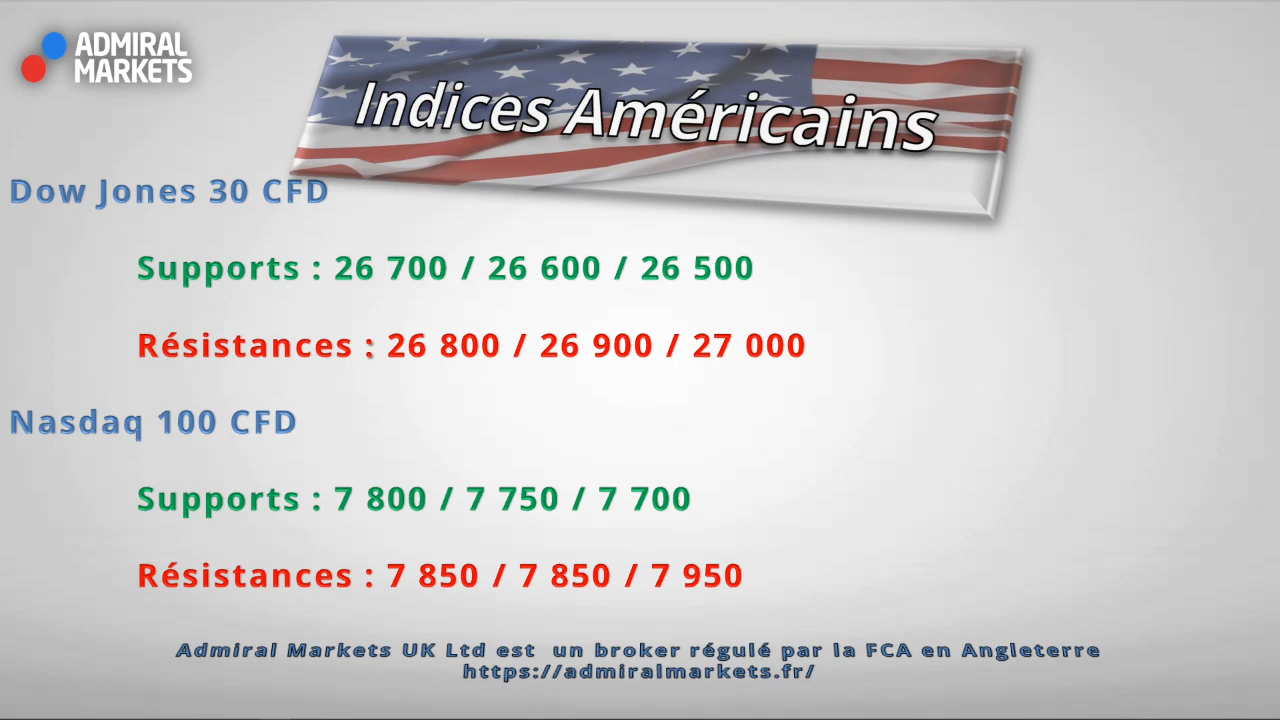 ADMIRAL
MARKETS
Indices Américains
Dow Jones 30 CFD
Supports : 26 700 / 26 600 / 26 500
Résistances : 26 800 / 26 900 / 27 000
Nasdaq 100 CFD
Supports : 7 800 / 7 750 / 7 700
Résistances : 7 850 / 7 850 / 7 950
Admiral Markets UK Ltd est un broker régulé par la FCA en Angleterre
https://admiralmarkets.fr/